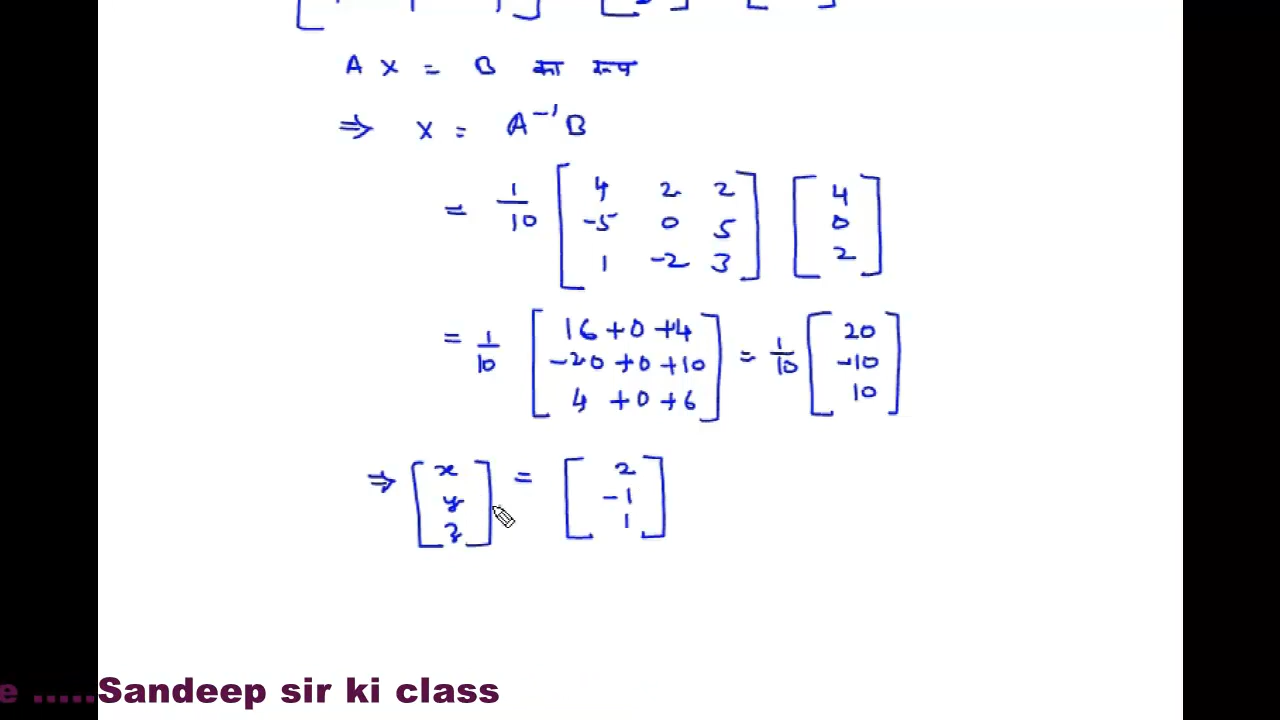 A X = B का रूप
⇒ X = A⁻¹B
= 1/10 [4 2 2; -5 0 5; 1 -2 3] [4; 0; 2]
= 1/10 [16+0+4; -20+0+10; 4+0+6] = 1/10 [20; -10; 10]
⇒ [x; y; z] = [2; -1; 1]
e .....Sandeep sir ki class